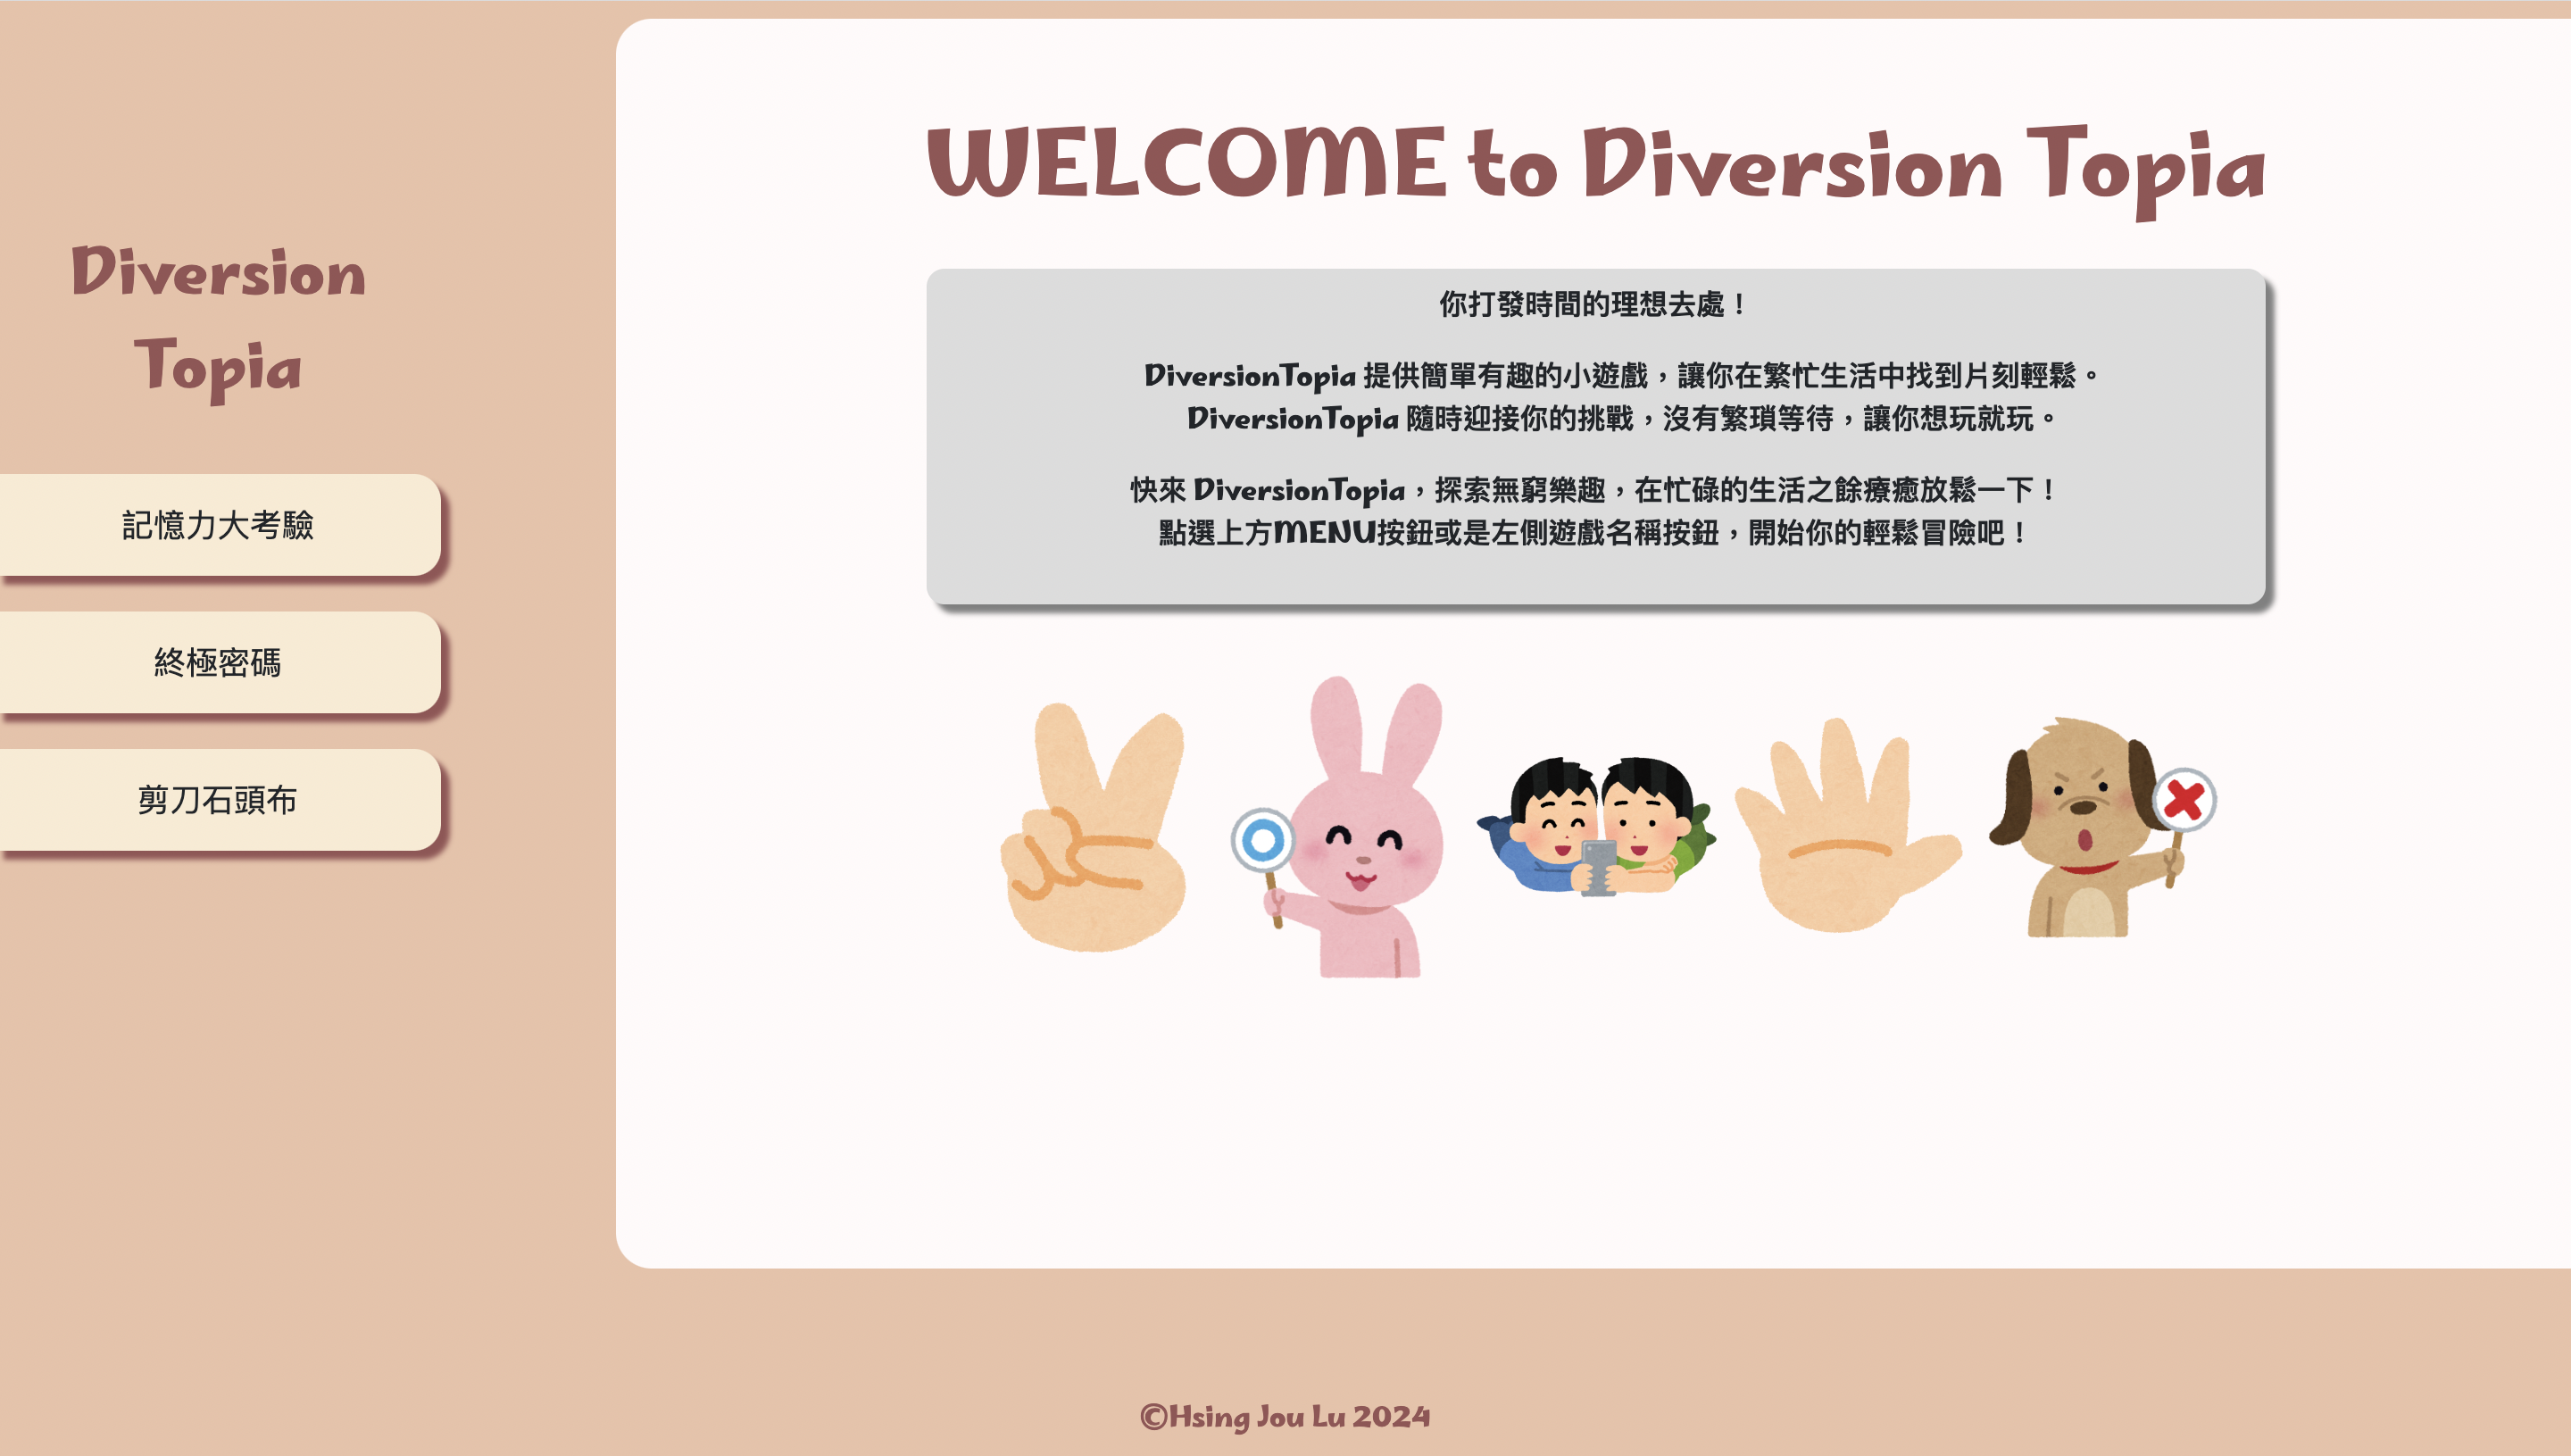 Diversion
Topia
記憶力大考驗
終極密碼
剪刀石頭布
WELCOME to Diversion Topia
你打發時間的理想去處！
DiversionTopia 提供簡單有趣的小遊戲，讓你在繁忙生活中找到片刻輕鬆。
DiversionTopia 隨時迎接你的挑戰，沒有繁瑣等待，讓你想玩就玩。
快來 DiversionTopia，探索無窮樂趣，在忙碌的生活之餘療癒放鬆一下！
點選上方MENU按鈕或是左側遊戲名稱按鈕，開始你的輕鬆冒險吧！
©Hsing Jou Lu 2024